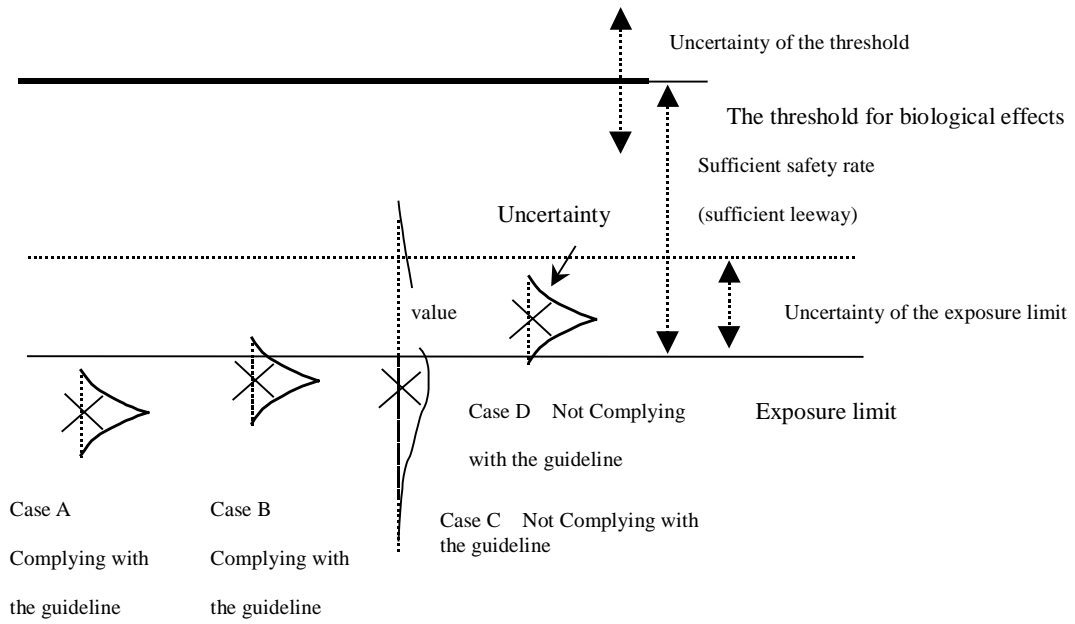 Uncertainty of the threshold
The threshold for biological effects
Sufficient safety rate
(sufficient leeway)
Uncertainty
value
Uncertainty of the exposure limit
Exposure limit
Case D Not Complying
with the guideline
Case A
Complying with
the guideline
Case B
Complying with
the guideline
Case C Not Complying with
the guideline